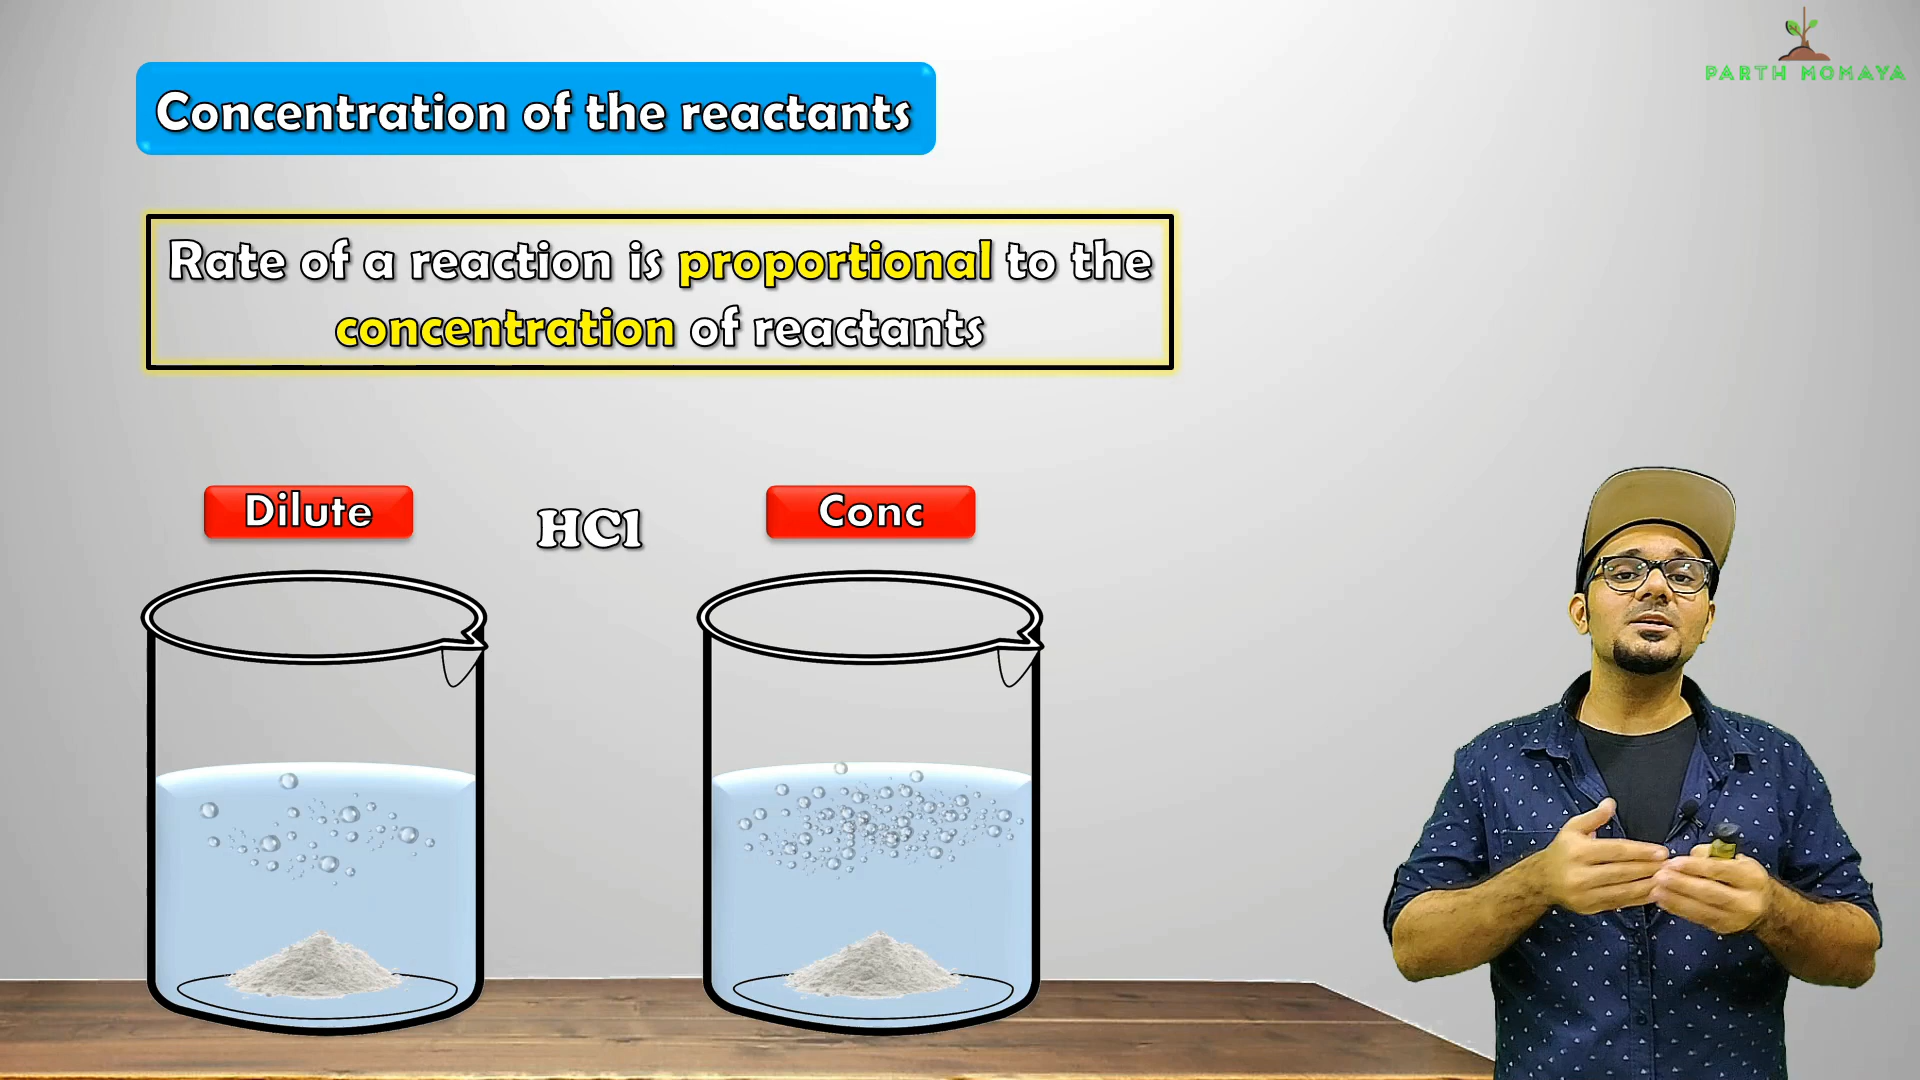 PARTH MOMAYA
Concentration of the reactants
Rate of a reaction is proportional to the
concentration of reactants
Dilute
HCl
Conc